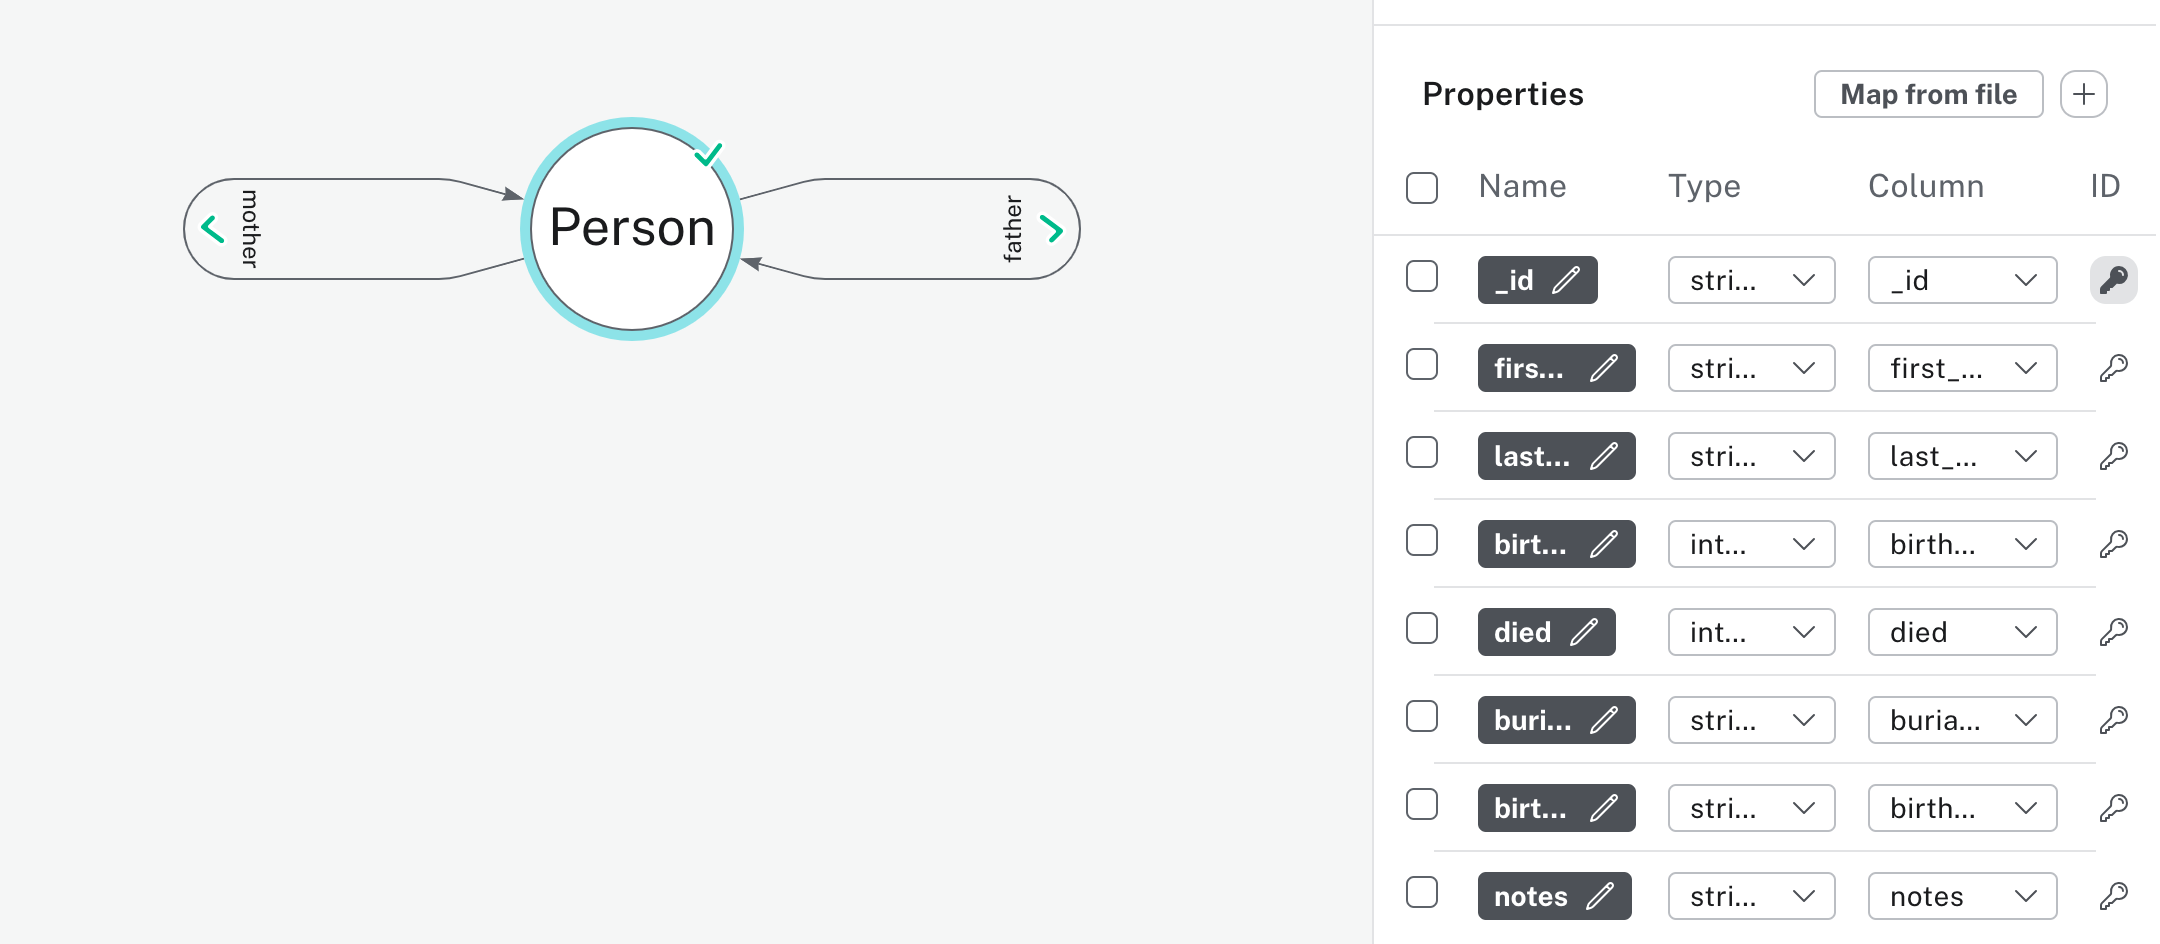 mother
Person
father
Properties
Map from file
Name Type Column ID
_id stri... _id
firs... stri... first_...
last... stri... last_...
birt... int... birth...
died int... died
buri... stri... buria...
birt... stri... birth...
notes stri... notes